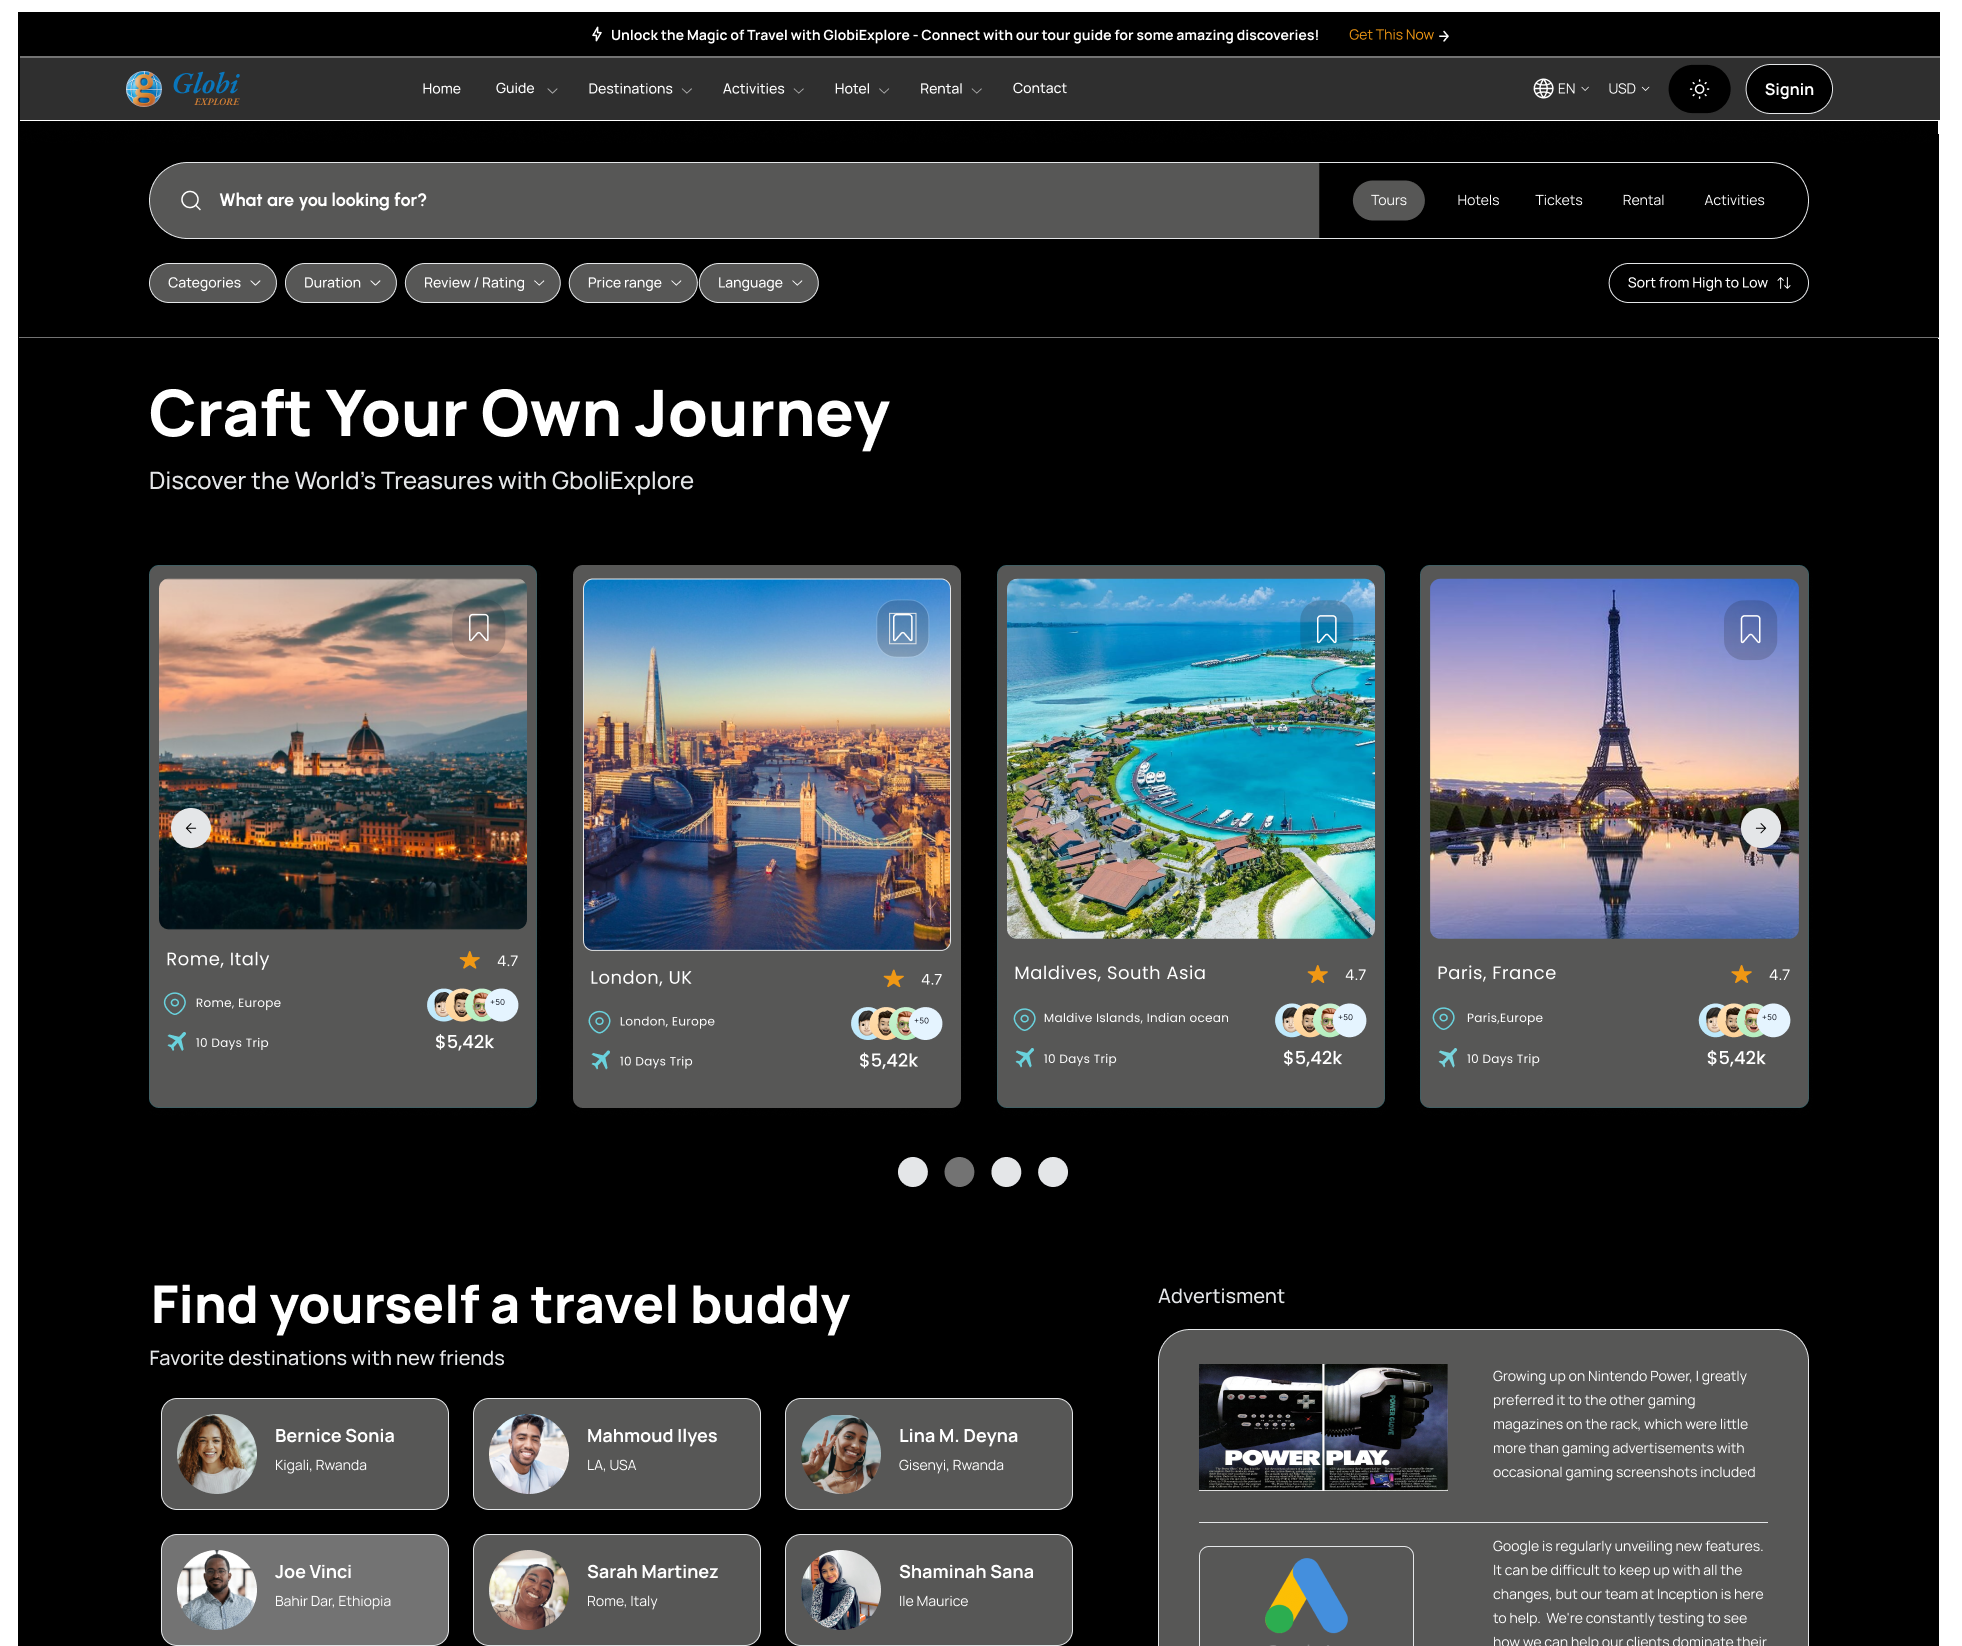 Unlock the Magic of Travel with GlobiExplore - Connect with our tour guide for some amazing discoveries! Get This Now
Globi
EXPLORE
Home Guide Destinations Activities Hotel Rental Contact
EN USD Signin
What are you looking for?
Tours Hotels Tickets Rental Activities
Categories Duration Review / Rating Price range Language
Sort from High to Low
Craft Your Own Journey
Discover the World's Treasures with GboliExplore
Rome, Italy 4.7
Rome, Europe +50
10 Days Trip $5,42k
London, UK 4.7
London, Europe +50
10 Days Trip $5,42k
Maldives, South Asia 4.7
Maldive Islands, Indian ocean +50
10 Days Trip $5,42k
Paris, France 4.7
Paris,Europe +50
10 Days Trip $5,42k
Find yourself a travel buddy
Favorite destinations with new friends
Bernice Sonia
Kigali, Rwanda
Mahmoud Ilyes
LA, USA
Lina M. Deyna
Gisenyi, Rwanda
Joe Vinci
Bahir Dar, Ethiopia
Sarah Martinez
Rome, Italy
Shaminah Sana
Ile Maurice
Advertisment
POWER GLOVE
POWER PLAY.
Growing up on Nintendo Power, I greatly
preferred it to the other gaming
magazines on the rack, which were little
more than gaming advertisements with
occasional gaming screenshots included
Google is regularly unveiling new features.
It can be difficult to keep up with all the
changes, but our team at Inception is here
to help. We're constantly testing to see
how we can help our clients dominate their